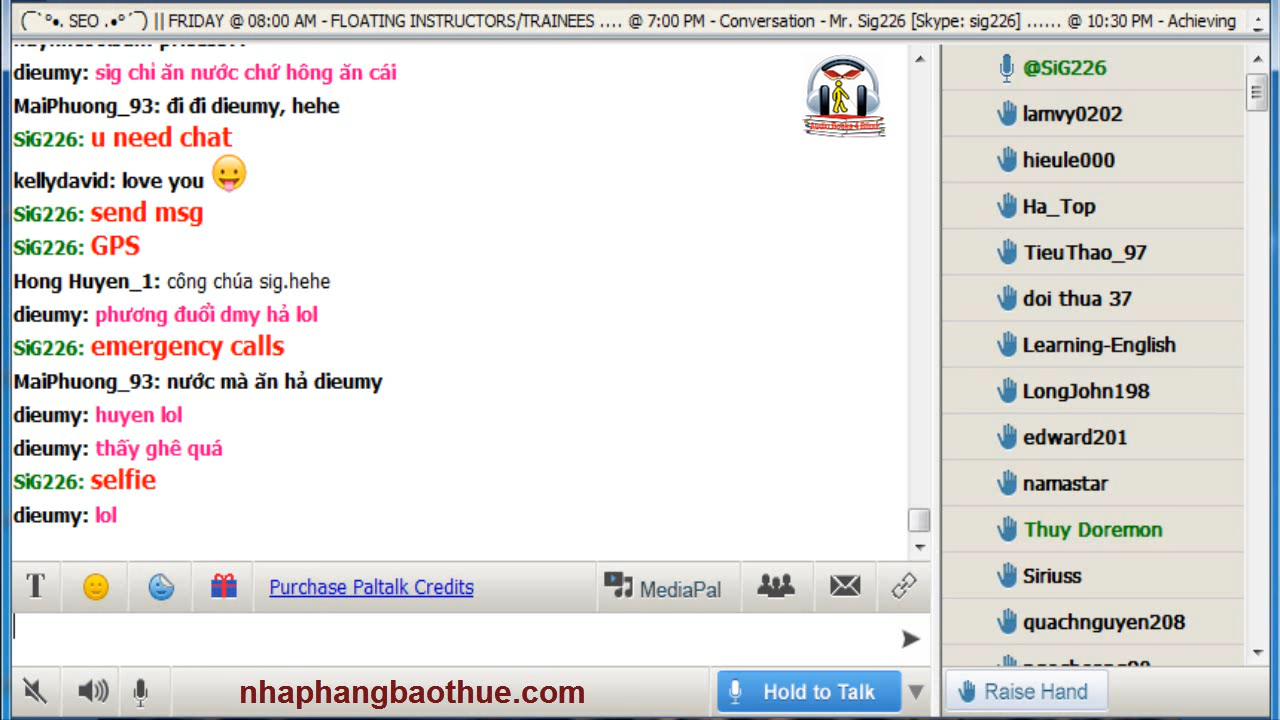 (¯`°•. SEO .•°´¯) || FRIDAY @ 08:00 AM - FLOATING INSTRUCTORS/TRAINEES .... @ 7:00 PM - Conversation - Mr. Sig226 [Skype: sig226] ...... @ 10:30 PM - Achieving
dieumy: sig chỉ ăn nước chứ hông ăn cái
MaiPhuong_93: đi đi dieumy, hehe
SiG226: u need chat
kellydavid: love you
SiG226: send msg
SiG226: GPS
Hong Huyen_1: công chúa sig.hehe
dieumy: phương đuổi dmy hả lol
SiG226: emergency calls
MaiPhuong_93: nước mà ăn hả dieumy
dieumy: huyen lol
dieumy: thấy ghê quá
SiG226: selfie
dieumy: lol
@SiG226
lamvy0202
hieule000
Ha_Top
TieuThao_97
doi thua 37
Learning-English
LongJohn198
edward201
namastar
Thuy Doremon
Siriuss
quachnguyen208
T
Purchase Paltalk Credits
MediaPal
nhaphangbaothue.com
Hold to Talk
Raise Hand